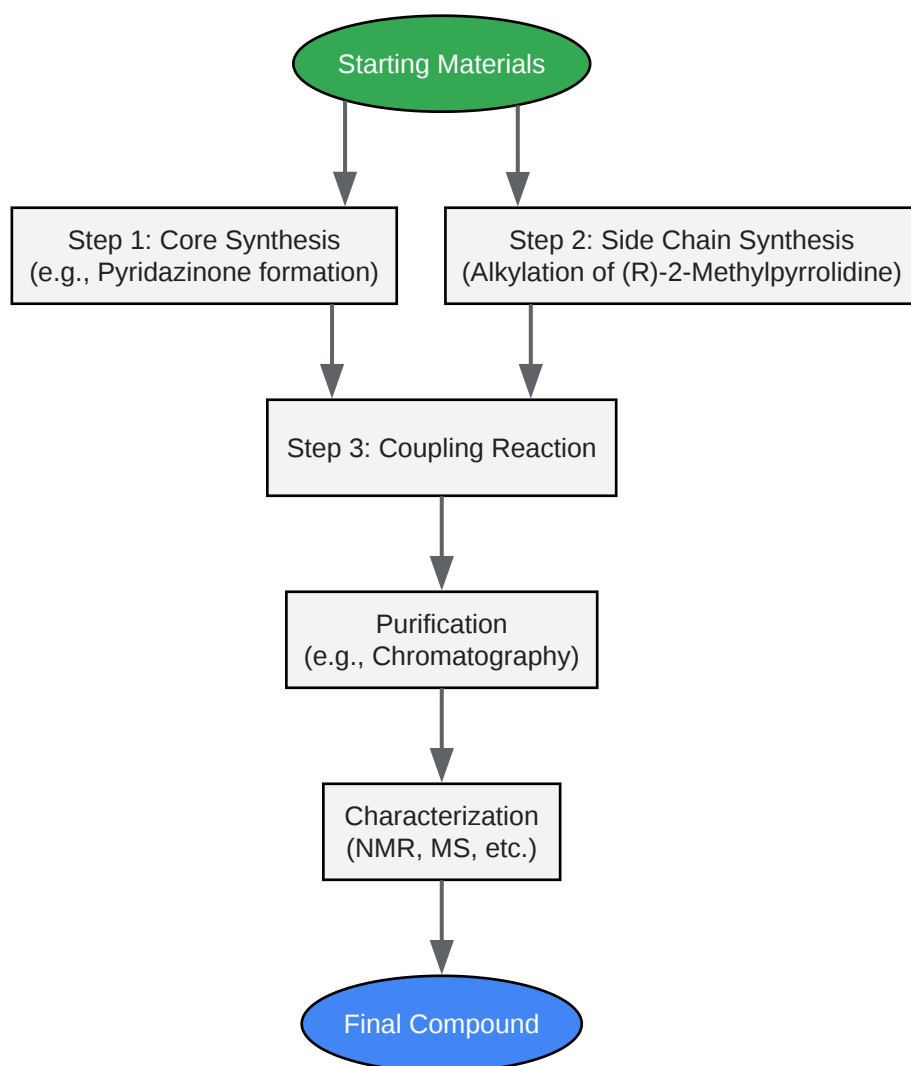 Starting Materials
Step 1: Core Synthesis
(e.g., Pyridazinone formation)
Step 2: Side Chain Synthesis
(Alkylation of (R)-2-Methylpyrrolidine)
Step 3: Coupling Reaction
Purification
(e.g., Chromatography)
Characterization
(NMR, MS, etc.)
Final Compound